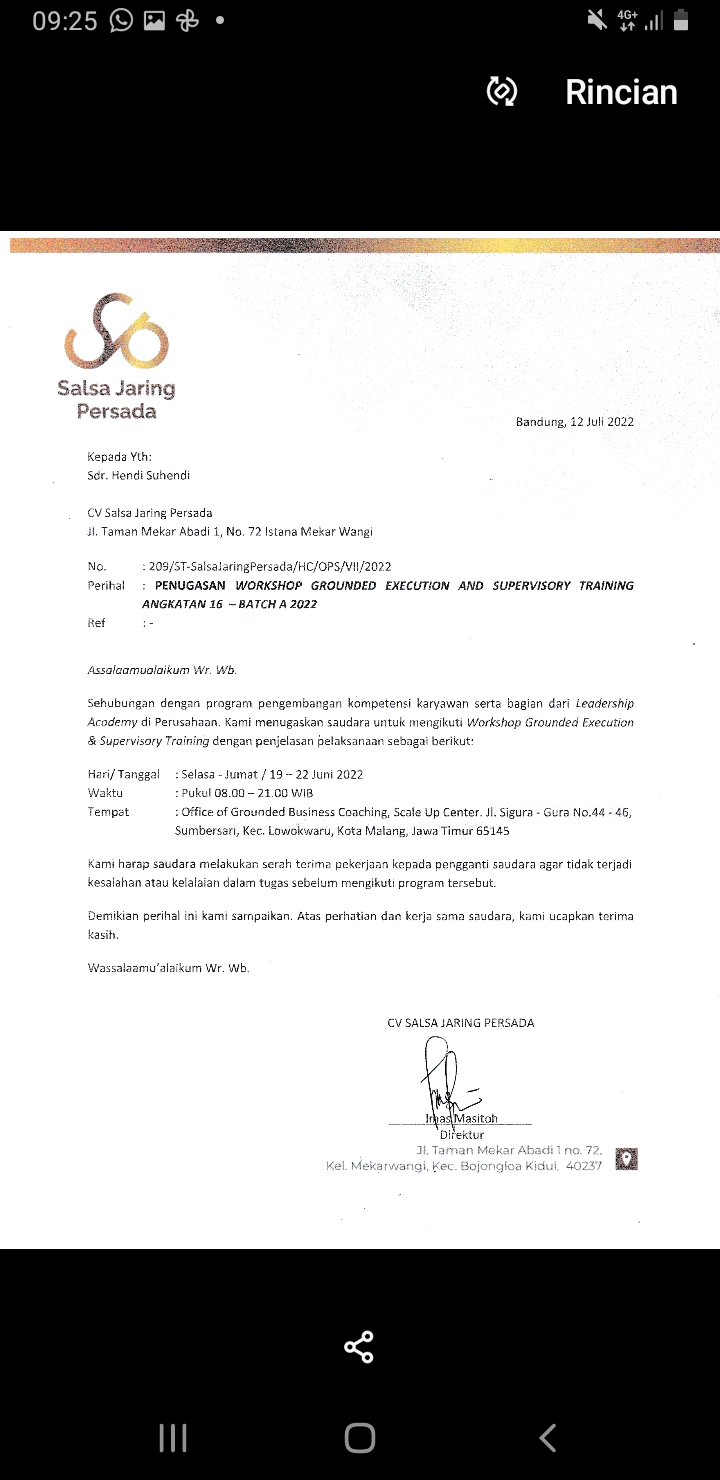 09:25
4G+
Rincian
Salsa Jaring
Persada
Bandung, 12 Juli 2022
Kepada Yth:
Sdr. Hendi Suhendi
CV Salsa Jaring Persada
Jl. Taman Mekar Abadi 1, No. 72 Istana Mekar Wangi
No. : 209/ST-SalsaJaringPersada/HC/OPS/VII/2022
Perihal : PENUGASAN WORKSHOP GROUNDED EXECUTION AND SUPERVISORY TRAINING
ANGKATAN 16 – BATCH A 2022
Ref : -
Assalaamualaikum Wr. Wb.
Sehubungan dengan program pengembangan kompetensi karyawan serta bagian dari Leadership
Academy di Perusahaan. Kami menugaskan saudara untuk mengikuti Workshop Grounded Execution
& Supervisory Training dengan penjelasan pelaksanaan sebagai berikut:
Hari/ Tanggal : Selasa - Jumat / 19 – 22 Juni 2022
Waktu : Pukul 08.00 – 21.00 WIB
Tempat : Office of Grounded Business Coaching, Scale Up Center. Jl. Sigura - Gura No.44 - 46,
Sumbersari, Kec. Lowokwaru, Kota Malang, Jawa Timur 65145
Kami harap saudara melakukan serah terima pekerjaan kepada pengganti saudara agar tidak terjadi
kesalahan atau kelalaian dalam tugas sebelum mengikuti program tersebut.
Demikian perihal ini kami sampaikan. Atas perhatian dan kerja sama saudara, kami ucapkan terima
kasih.
Wassalaamu'alaikum Wr. Wb.
CV SALSA JARING PERSADA
Imas Masitoh
Direktur
Jl. Taman Mekar Abadi 1 no. 72,
Kel. Mekarwangi, Kec. Bojongloa Kidul, 40237